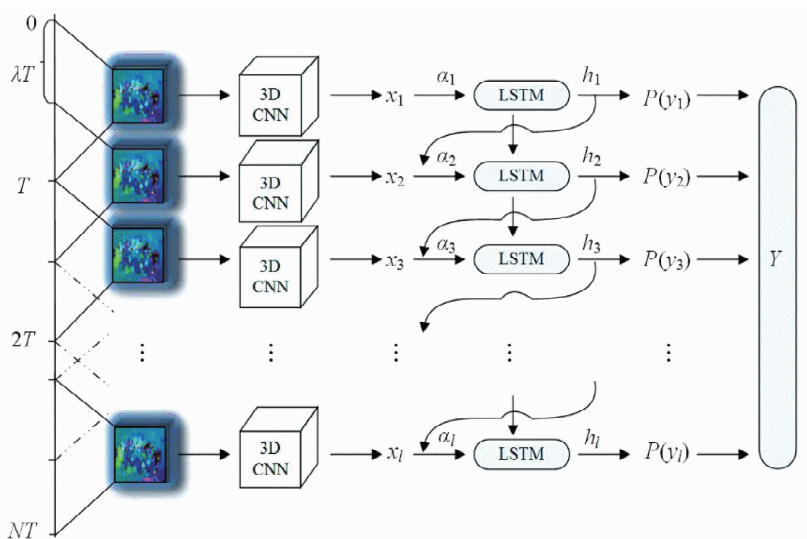 0
λT
T
2T
NT
3D
CNN
x₁
α₁
LSTM
h₁
P(y₁)
3D
CNN
x₂
α₂
LSTM
h₂
P(y₂)
3D
CNN
x₃
α₃
LSTM
h₃
P(y₃)
Y
⋮ ⋮ ⋮ ⋮ ⋮
3D
CNN
xₗ
αₗ
LSTM
hₗ
P(yₗ)